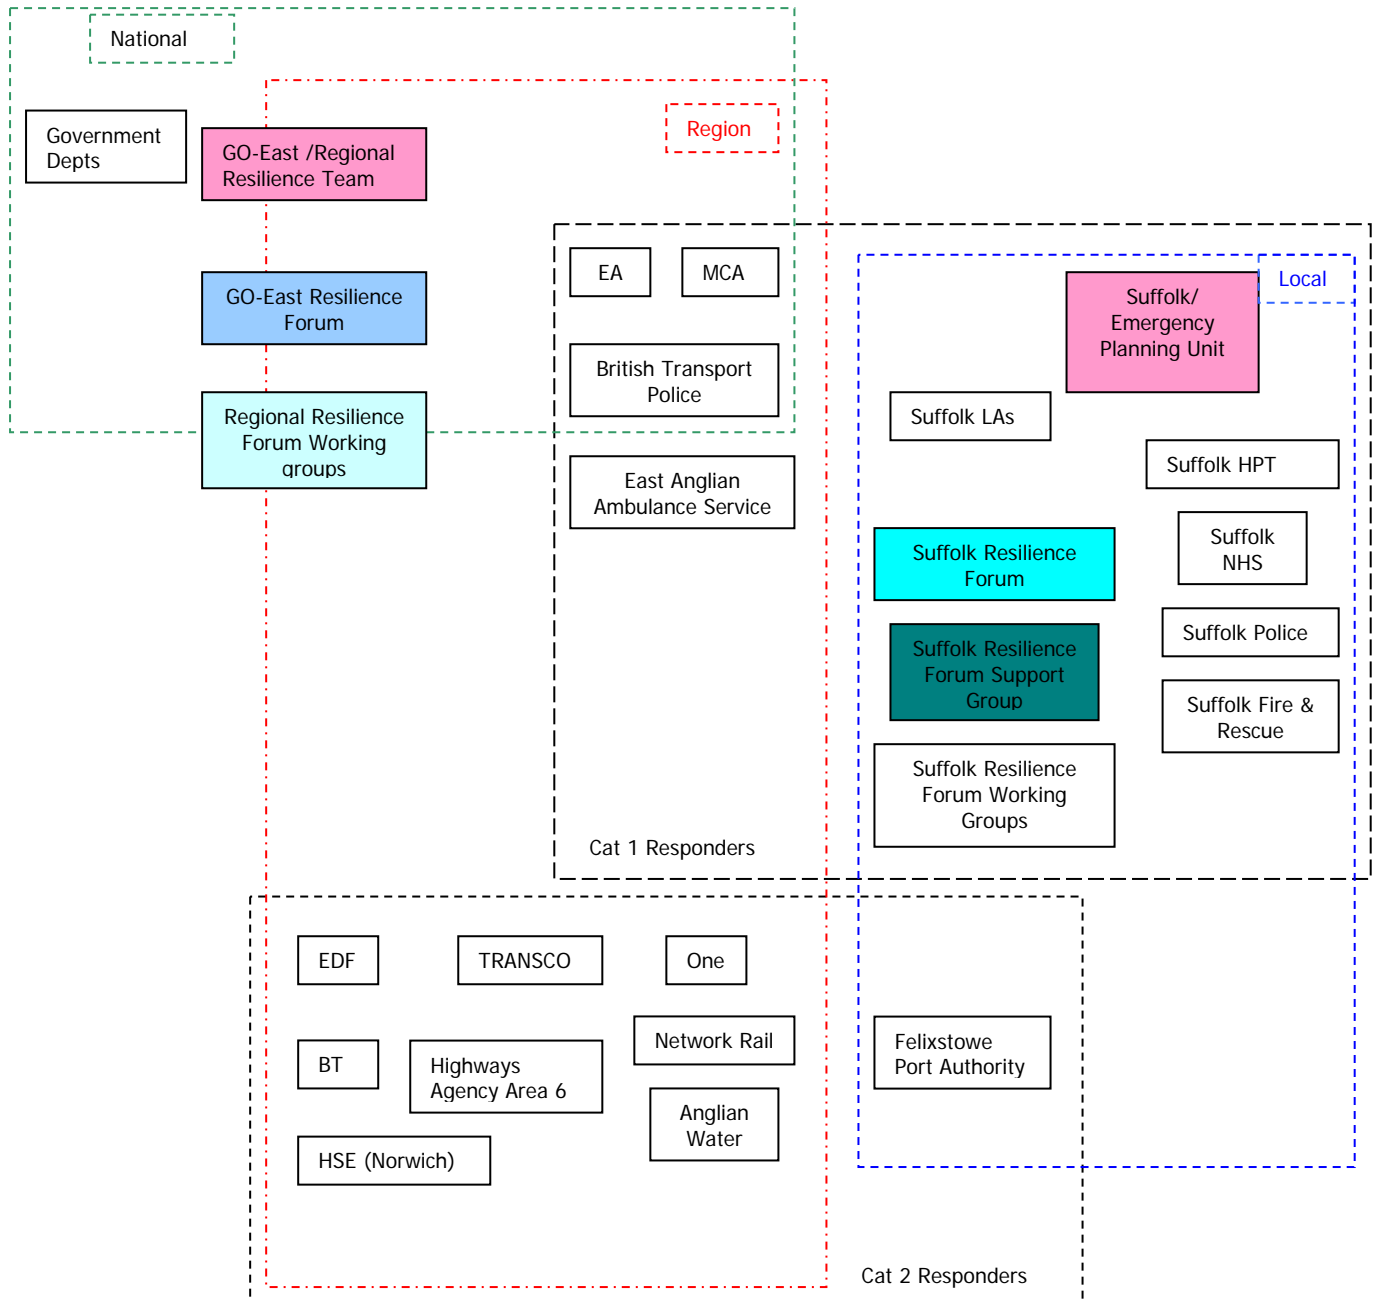 National
Region
Government
Depts
GO-East /Regional
Resilience Team
EA
MCA
Local
Suffolk/
Emergency
Planning Unit
GO-East Resilience
Forum
British Transport
Police
Suffolk LAs
Regional Resilience
Forum Working
groups
East Anglian
Ambulance Service
Suffolk HPT
Suffolk
NHS
Suffolk Resilience
Forum
Suffolk Police
Suffolk Resilience
Forum Support
Group
Suffolk Fire &
Rescue
Suffolk Resilience
Forum Working
Groups
Cat 1 Responders
EDF
TRANSCO
One
Network Rail
Felixstowe
Port Authority
BT
Highways
Agency Area 6
Anglian
Water
HSE (Norwich)
Cat 2 Responders